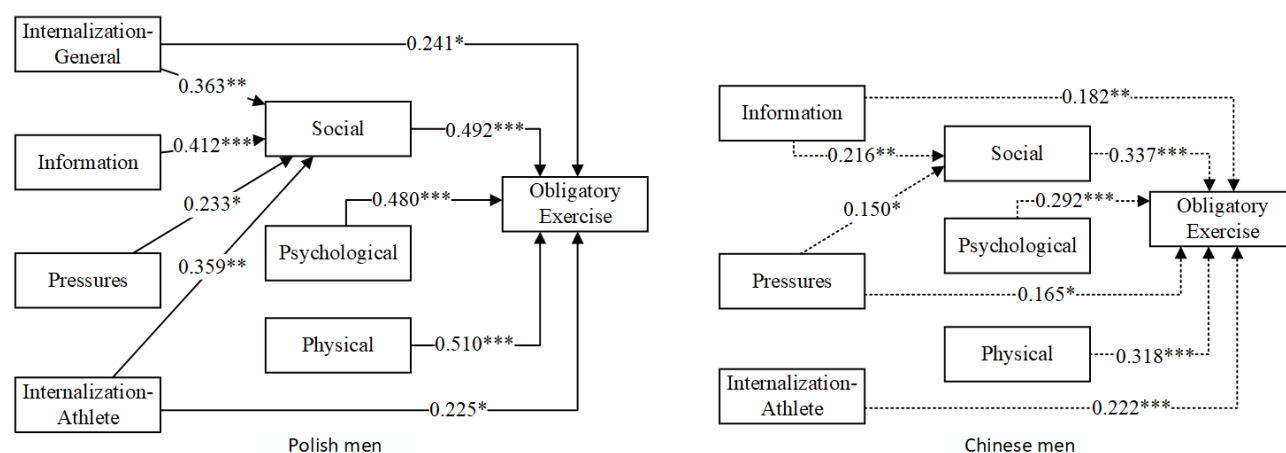 Internalization-
General
0.241*
0.363**
Social
0.492***
Information
0.412***
0.233*
0.480***
Obligatory
Exercise
Psychological
0.359**
Pressures
Physical
0.510***
Internalization-
Athlete
0.225*
Polish men
Information
0.182**
0.216**
Social
0.337***
0.150*
0.292***
Obligatory
Exercise
Psychological
Pressures
0.165*
Physical
0.318***
Internalization-
Athlete
0.222***
Chinese men